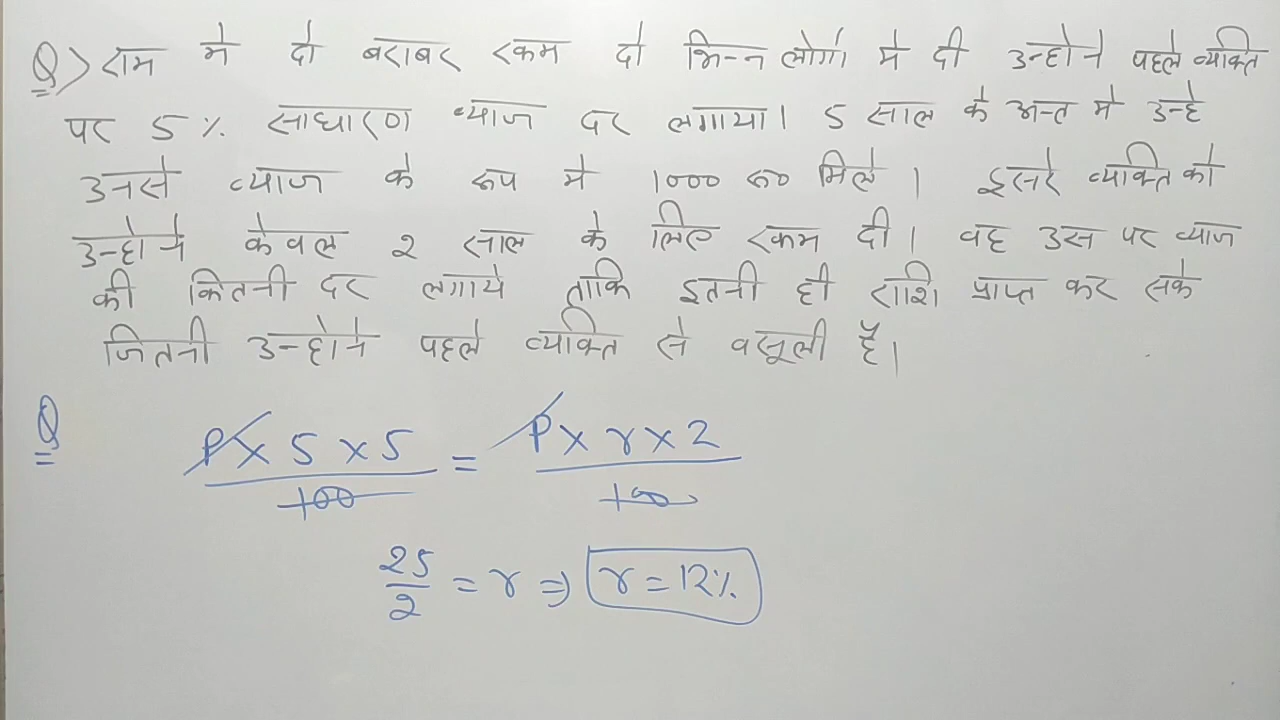 Q> राम ने दो बराबर रकम दो भिन्न लोगो मे दी उन्होने पहले व्यक्ति
पर 5% साधारण व्याज दर लगाया। 5 साल के अन्त मे उन्हे
उनसे व्याज के रूप मे 1000 रू० मिले। दूसरे व्यक्ति को
उन्होने केवल 2 साल के लिए रकम दी। वह उस पर व्याज
की कितनी दर लगाये ताकि इतनी ही राशि प्राप्त कर सके
जितनी उन्होने पहले व्यक्ति से वसूली है।
Q
P×5×5 = P×r×2
100 100
25/2 = r ⇒ r = 12%